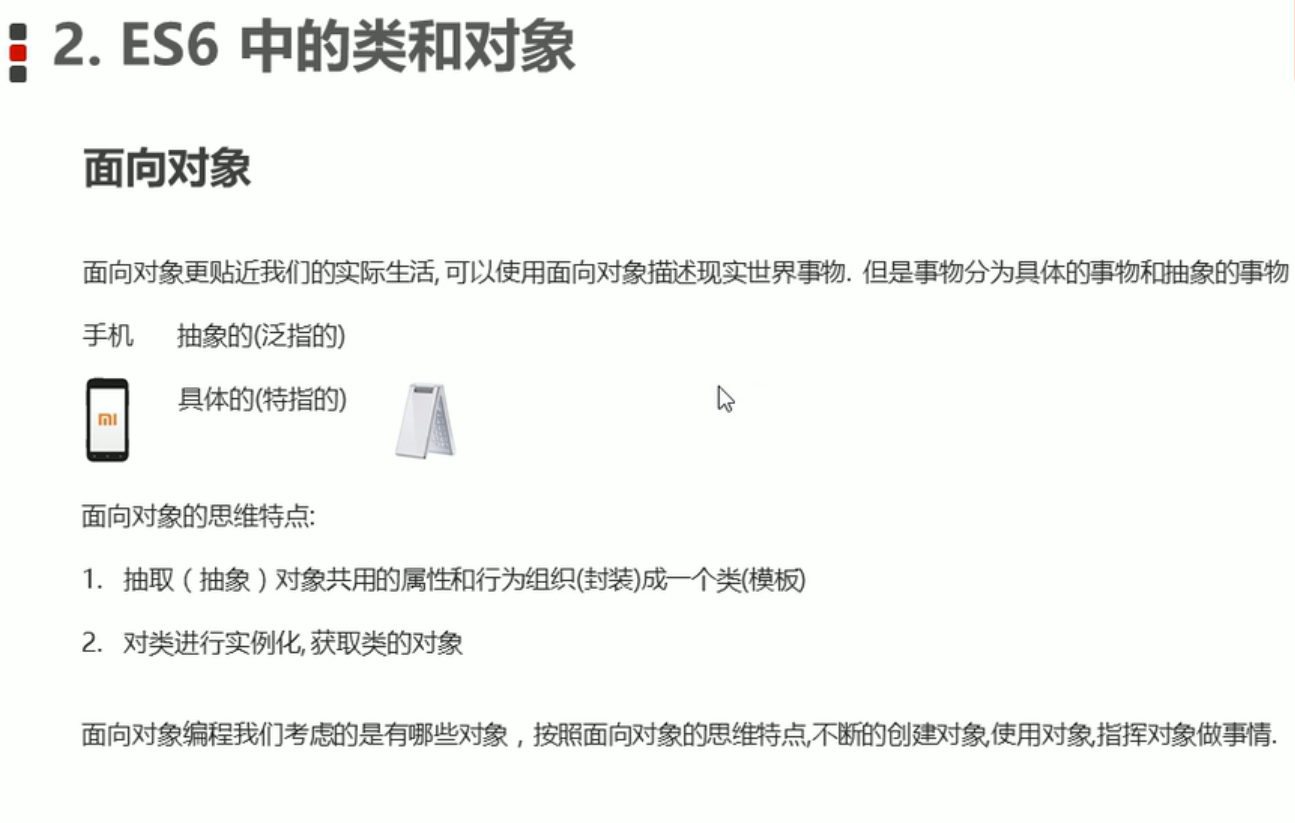 2. ES6 中的类和对象
面向对象
面向对象更贴近我们的实际生活, 可以使用面向对象描述现实世界事物. 但是事物分为具体的事物和抽象的事物
手机 抽象的(泛指的)
具体的(特指的)
MI
面向对象的思维特点:
1. 抽取（抽象）对象共用的属性和行为组织(封装)成一个类(模板)
2. 对类进行实例化, 获取类的对象
面向对象编程我们考虑的是有哪些对象，按照面向对象的思维特点,不断的创建对象,使用对象,指挥对象做事情.